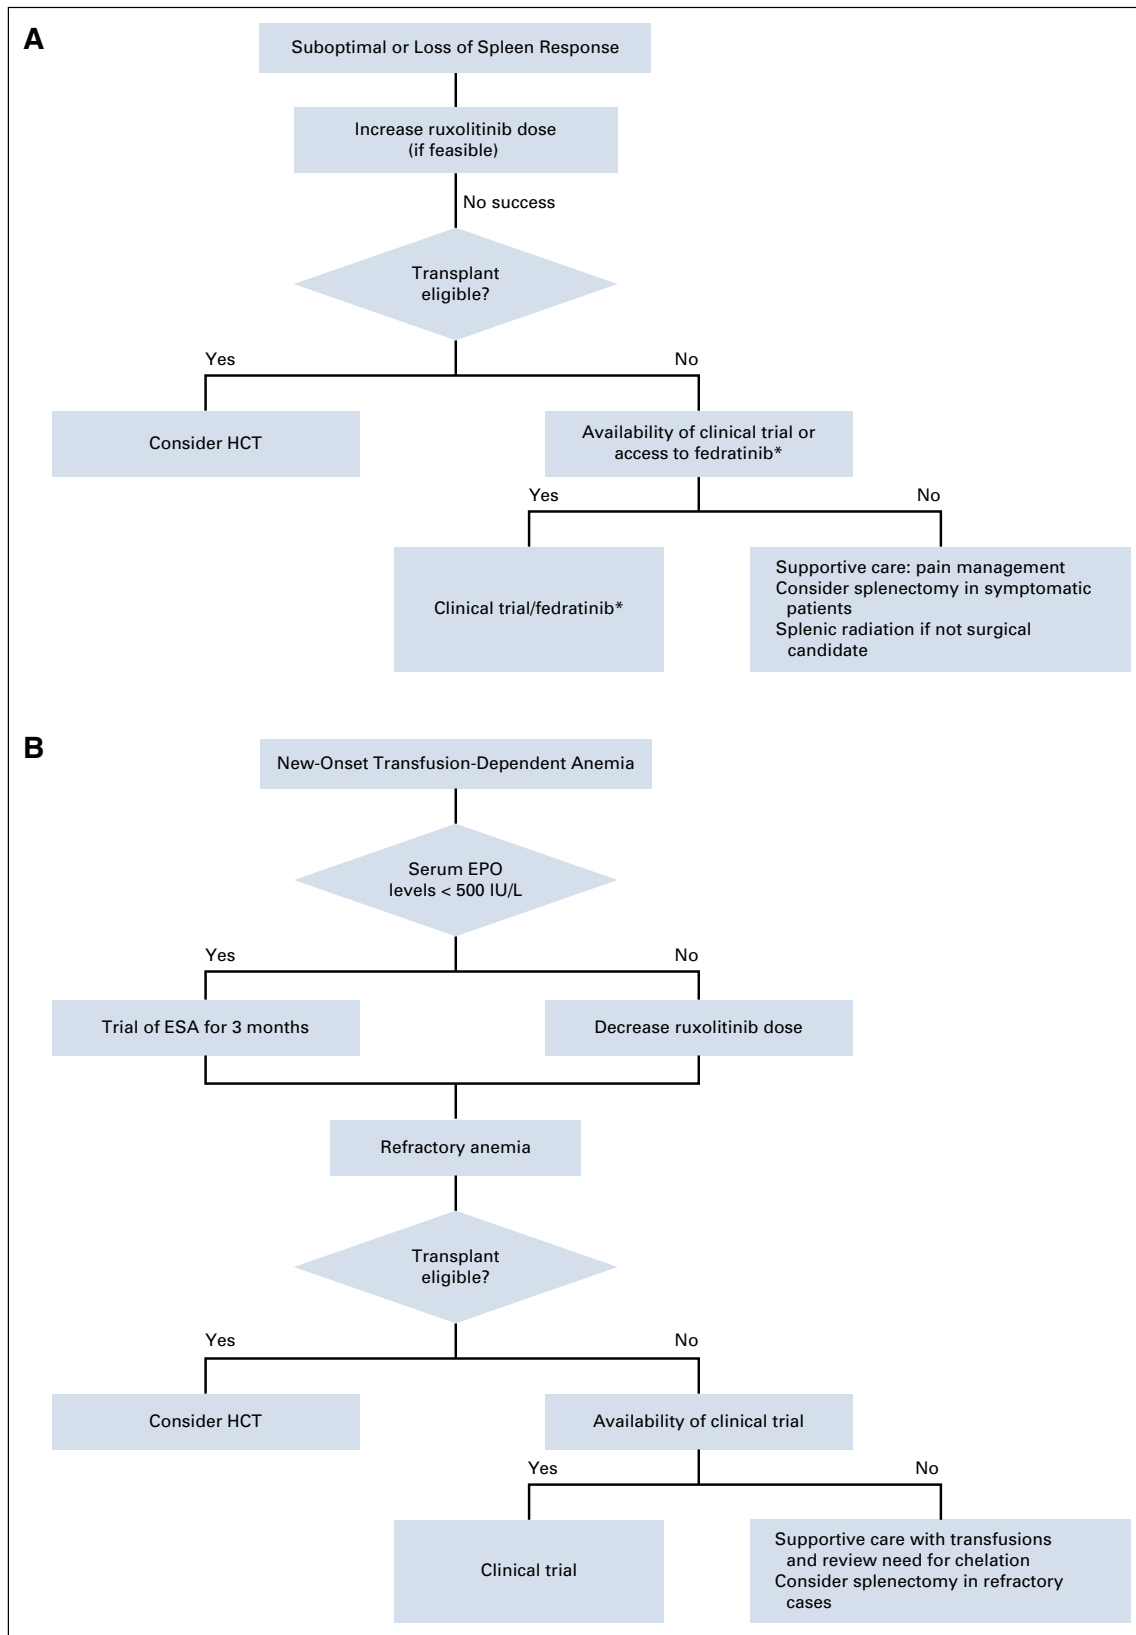 A
Suboptimal or Loss of Spleen Response
Increase ruxolitinib dose
(if feasible)
No success
Transplant
eligible?
Yes
No
Consider HCT
Availability of clinical trial or
access to fedratinib*
Yes
No
Clinical trial/fedratinib*
Supportive care: pain management
Consider splenectomy in symptomatic
patients
Splenic radiation if not surgical
candidate
B
New-Onset Transfusion-Dependent Anemia
Serum EPO
levels < 500 IU/L
Yes
No
Trial of ESA for 3 months
Decrease ruxolitinib dose
Refractory anemia
Transplant
eligible?
Yes
No
Consider HCT
Availability of clinical trial
Yes
No
Clinical trial
Supportive care with transfusions
and review need for chelation
Consider splenectomy in refractory
cases